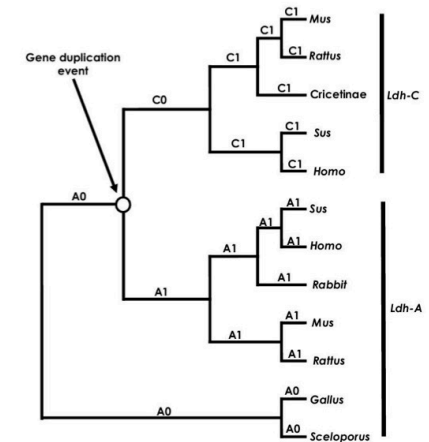 C1 Mus
C1
C1
C1 Rattus
Gene duplication
event
C1 Cricetinae
Ldh-C
C0
C1 Sus
C1
C1 Homo
A0
A1 Sus
A1
A1 Homo
A1
A1 Rabbit
A1
Ldh-A
A1 Mus
A1
A1 Rattus
A0 Gallus
A0
A0 Sceloporus